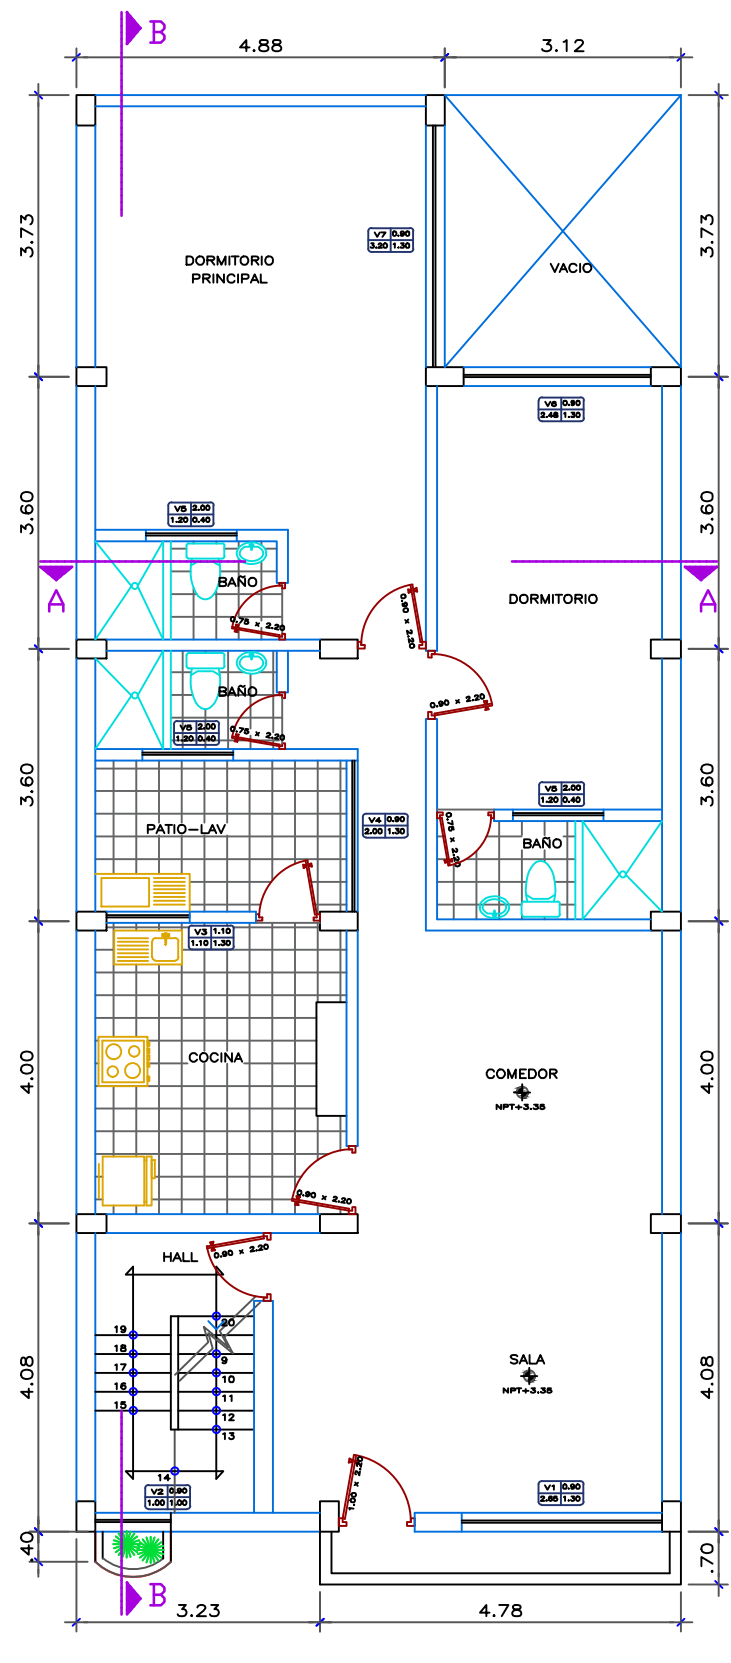 B
4.88
3.12
3.73
3.73
DORMITORIO
PRINCIPAL
V7 0.90
3.20 1.30
VACIO
V6 0.90
2.48 1.30
3.60
3.60
V5 2.00
1.20 0.40
BAÑO
0.75 x 2.20
A
A
DORMITORIO
0.90 x 2.20
BAÑO
0.75 x 2.20
V5 2.00
1.20 0.40
0.90 x 2.20
3.60
3.60
V5 2.00
1.20 0.40
PATIO-LAV
V4 0.90
2.00 1.30
0.75 x 2.20
BAÑO
V3 1.10
1.10 1.30
4.00
4.00
COCINA
COMEDOR
NPT+3.35
0.90 x 2.20
HALL
0.90 x 2.20
20
19
18
9
17
10
16
11
15
12
13
14
4.08
4.08
SALA
NPT+3.35
1.00 x 2.20
V2 0.90
1.00 1.00
V1 0.90
2.65 1.30
.40
.70
B
3.23
4.78